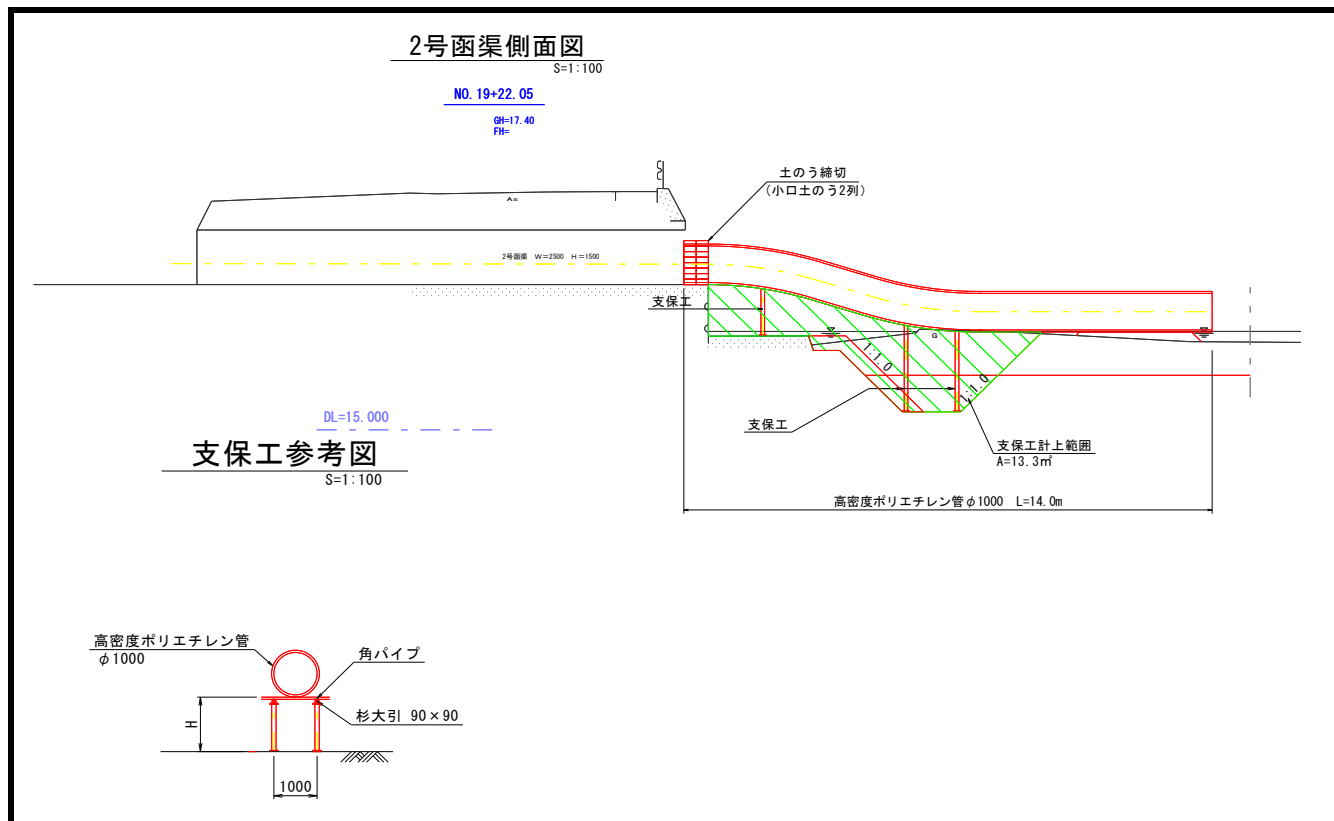 2号函渠側面図
S=1:100
NO. 19+22.05
GH=17.40
FH=
土のう締切
(小口土のう2列)
As
2号函渠 W=2500 H=1500
支保工
G
1:1.0
1:1.0
支保工
支保工計上範囲
A=13.3㎡
DL=15.000
支保工参考図
S=1:100
高密度ポリエチレン管φ1000 L=14.0m
高密度ポリエチレン管
φ1000
角パイプ
杉大引 90×90
H
1000